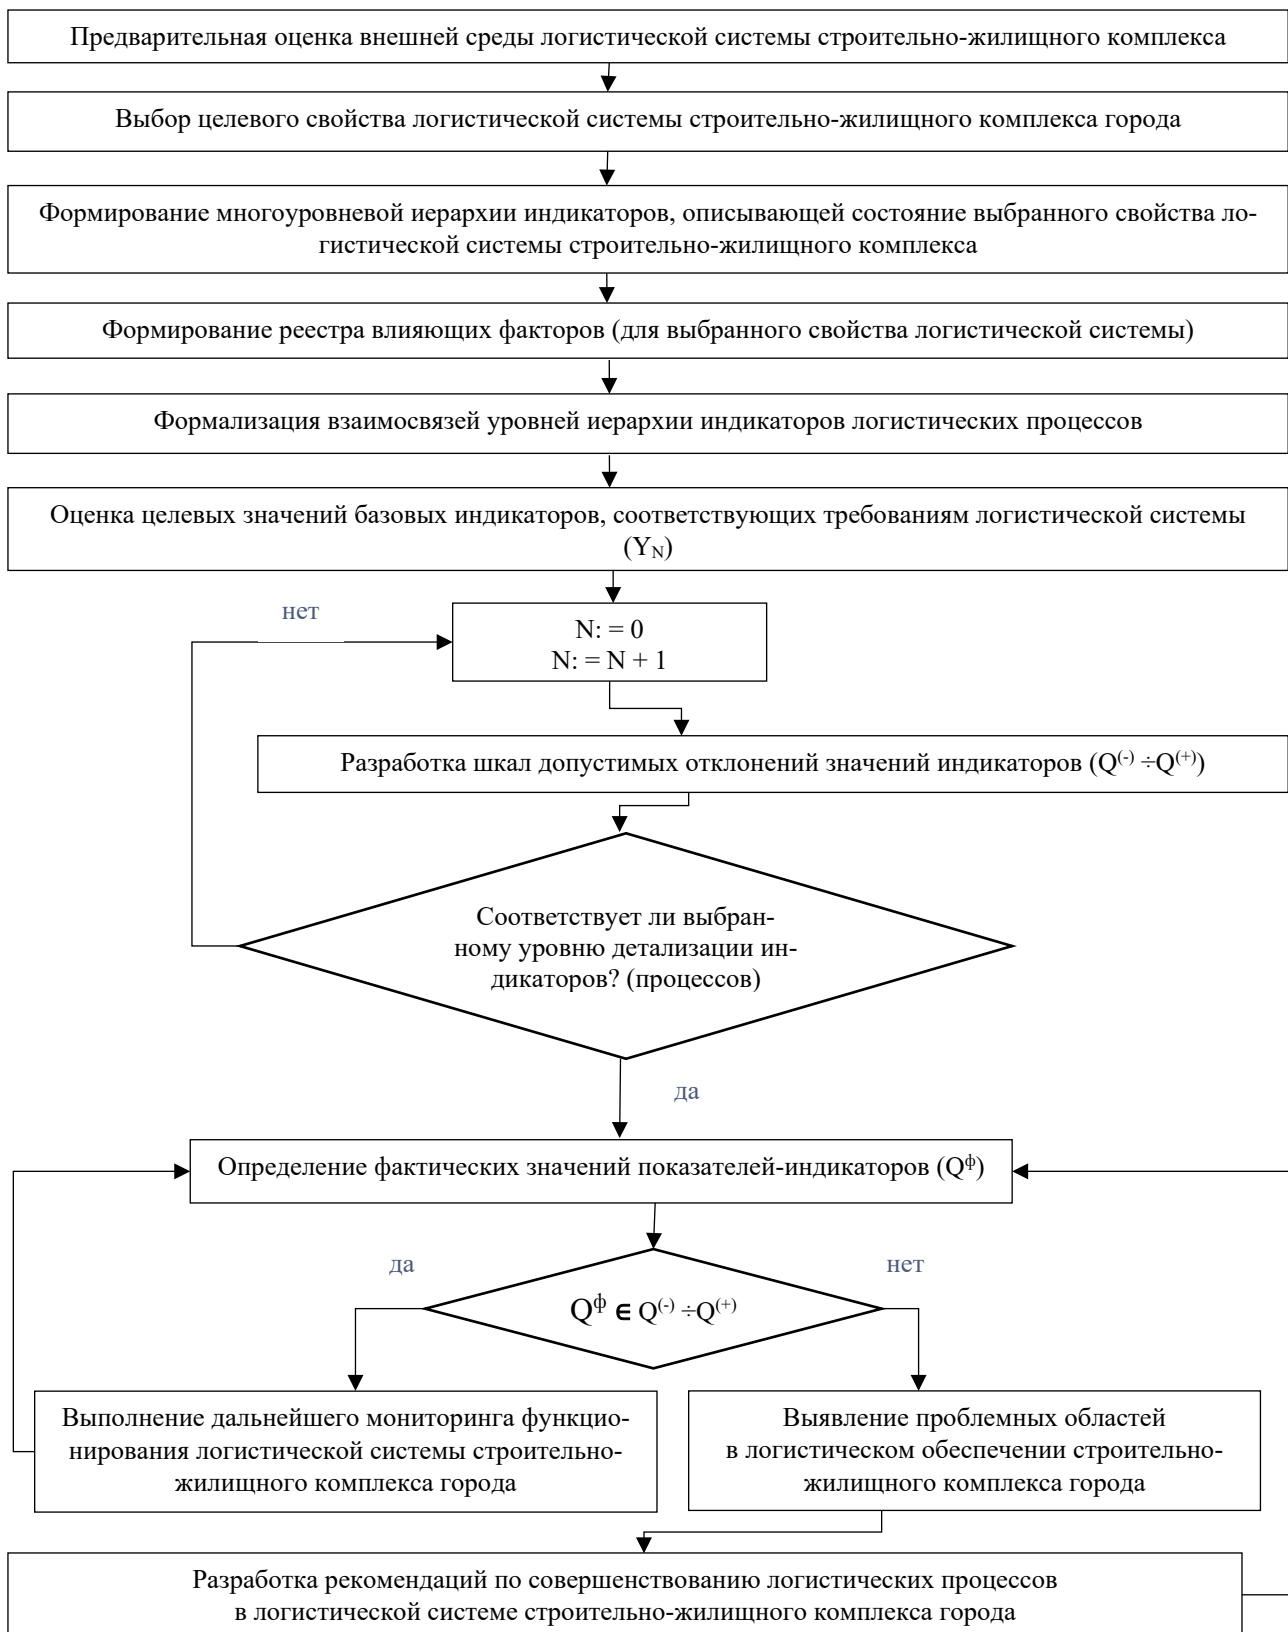 Предварительная оценка внешней среды логистической системы строительно-жилищного комплекса
Выбор целевого свойства логистической системы строительно-жилищного комплекса города
Формирование многоуровневой иерархии индикаторов, описывающей состояние выбранного свойства ло-
гистической системы строительно-жилищного комплекса
Формирование реестра влияющих факторов (для выбранного свойства логистической системы)
Формализация взаимосвязей уровней иерархии индикаторов логистических процессов
Оценка целевых значений базовых индикаторов, соответствующих требованиям логистической системы
(Y_N)
нет
N: = 0
N: = N + 1
Разработка шкал допустимых отклонений значений индикаторов (Q⁽⁻⁾ ÷Q⁽⁺⁾)
Соответствует ли выбран-
ному уровню детализации ин-
дикаторов? (процессов)
да
Определение фактических значений показателей-индикаторов (Q^ф)
да
нет
Q^ф ∈ Q⁽⁻⁾ ÷Q⁽⁺⁾
Выполнение дальнейшего мониторинга функцио-
нирования логистической системы строительно-
жилищного комплекса города
Выявление проблемных областей
в логистическом обеспечении строительно-
жилищного комплекса города
Разработка рекомендаций по совершенствованию логистических процессов
в логистической системе строительно-жилищного комплекса города